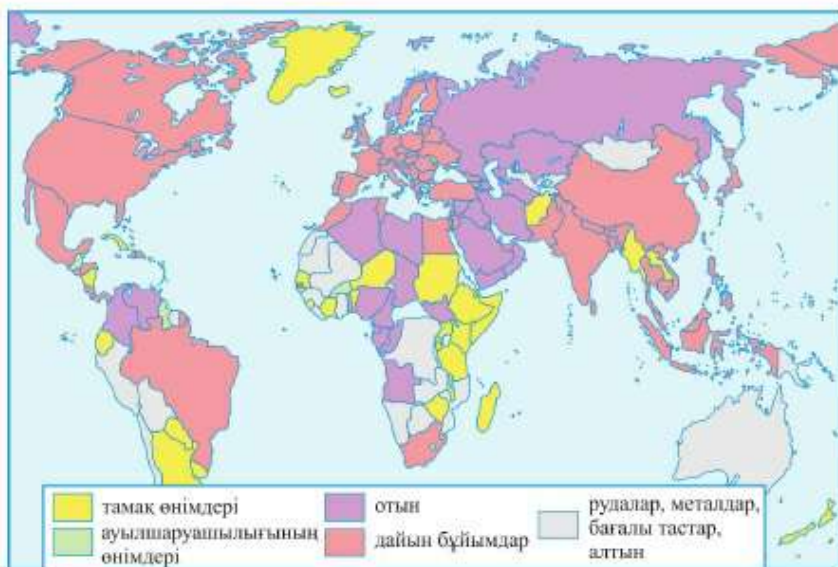 тамақ өнімдері
ауылшаруашылығының
өнімдері
отын
дайын бұйымдар
рудалар, металдар,
бағалы тастар,
алтын